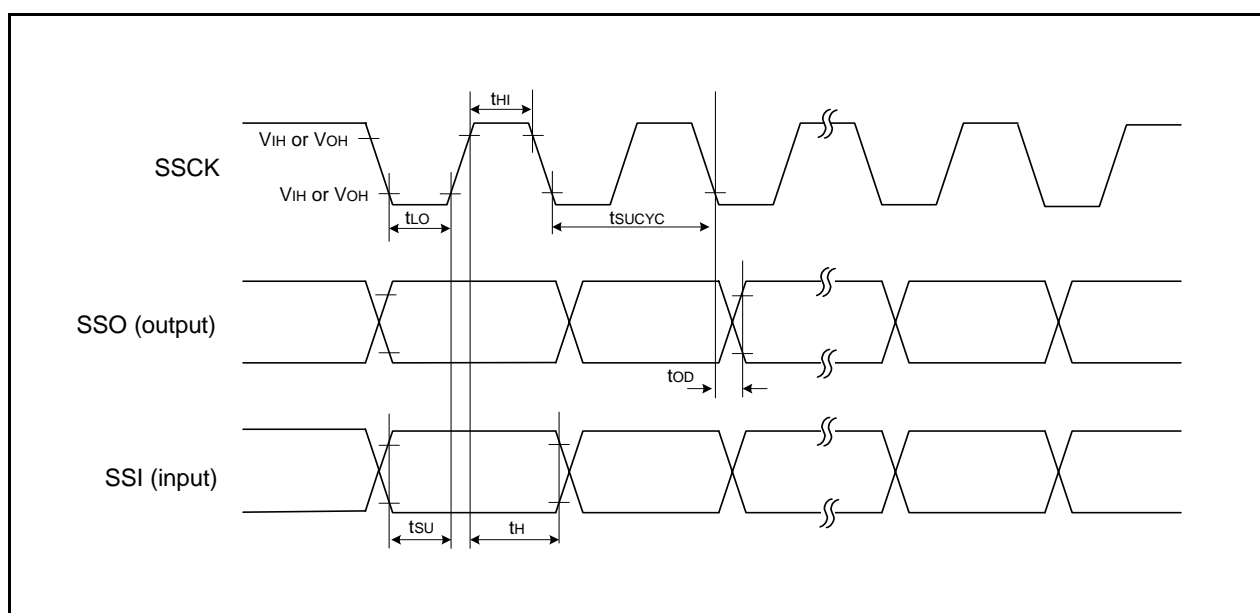 tHI
VIH or VOH
SSCK
VIH or VOH
tLO
tSUCYC
SSO (output)
tOD
SSI (input)
tSU
tH